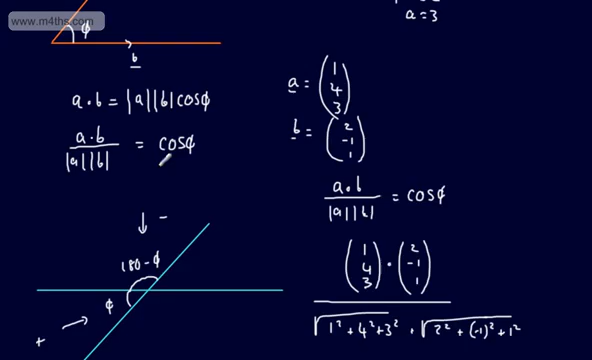 www.m4ths.com
a = 3
φ
b
a · b = |a||b| cosφ
a · b / |a||b| = cosφ
↓ −
180 - φ
φ
+ →
a = ( 1 4 3 )
b = ( 2 -1 1 )
a · b / |a||b| = cosφ
( 1 4 3 ) · ( 2 -1 1 )
√1² + 4² + 3² · √2² + (-1)² + 1²